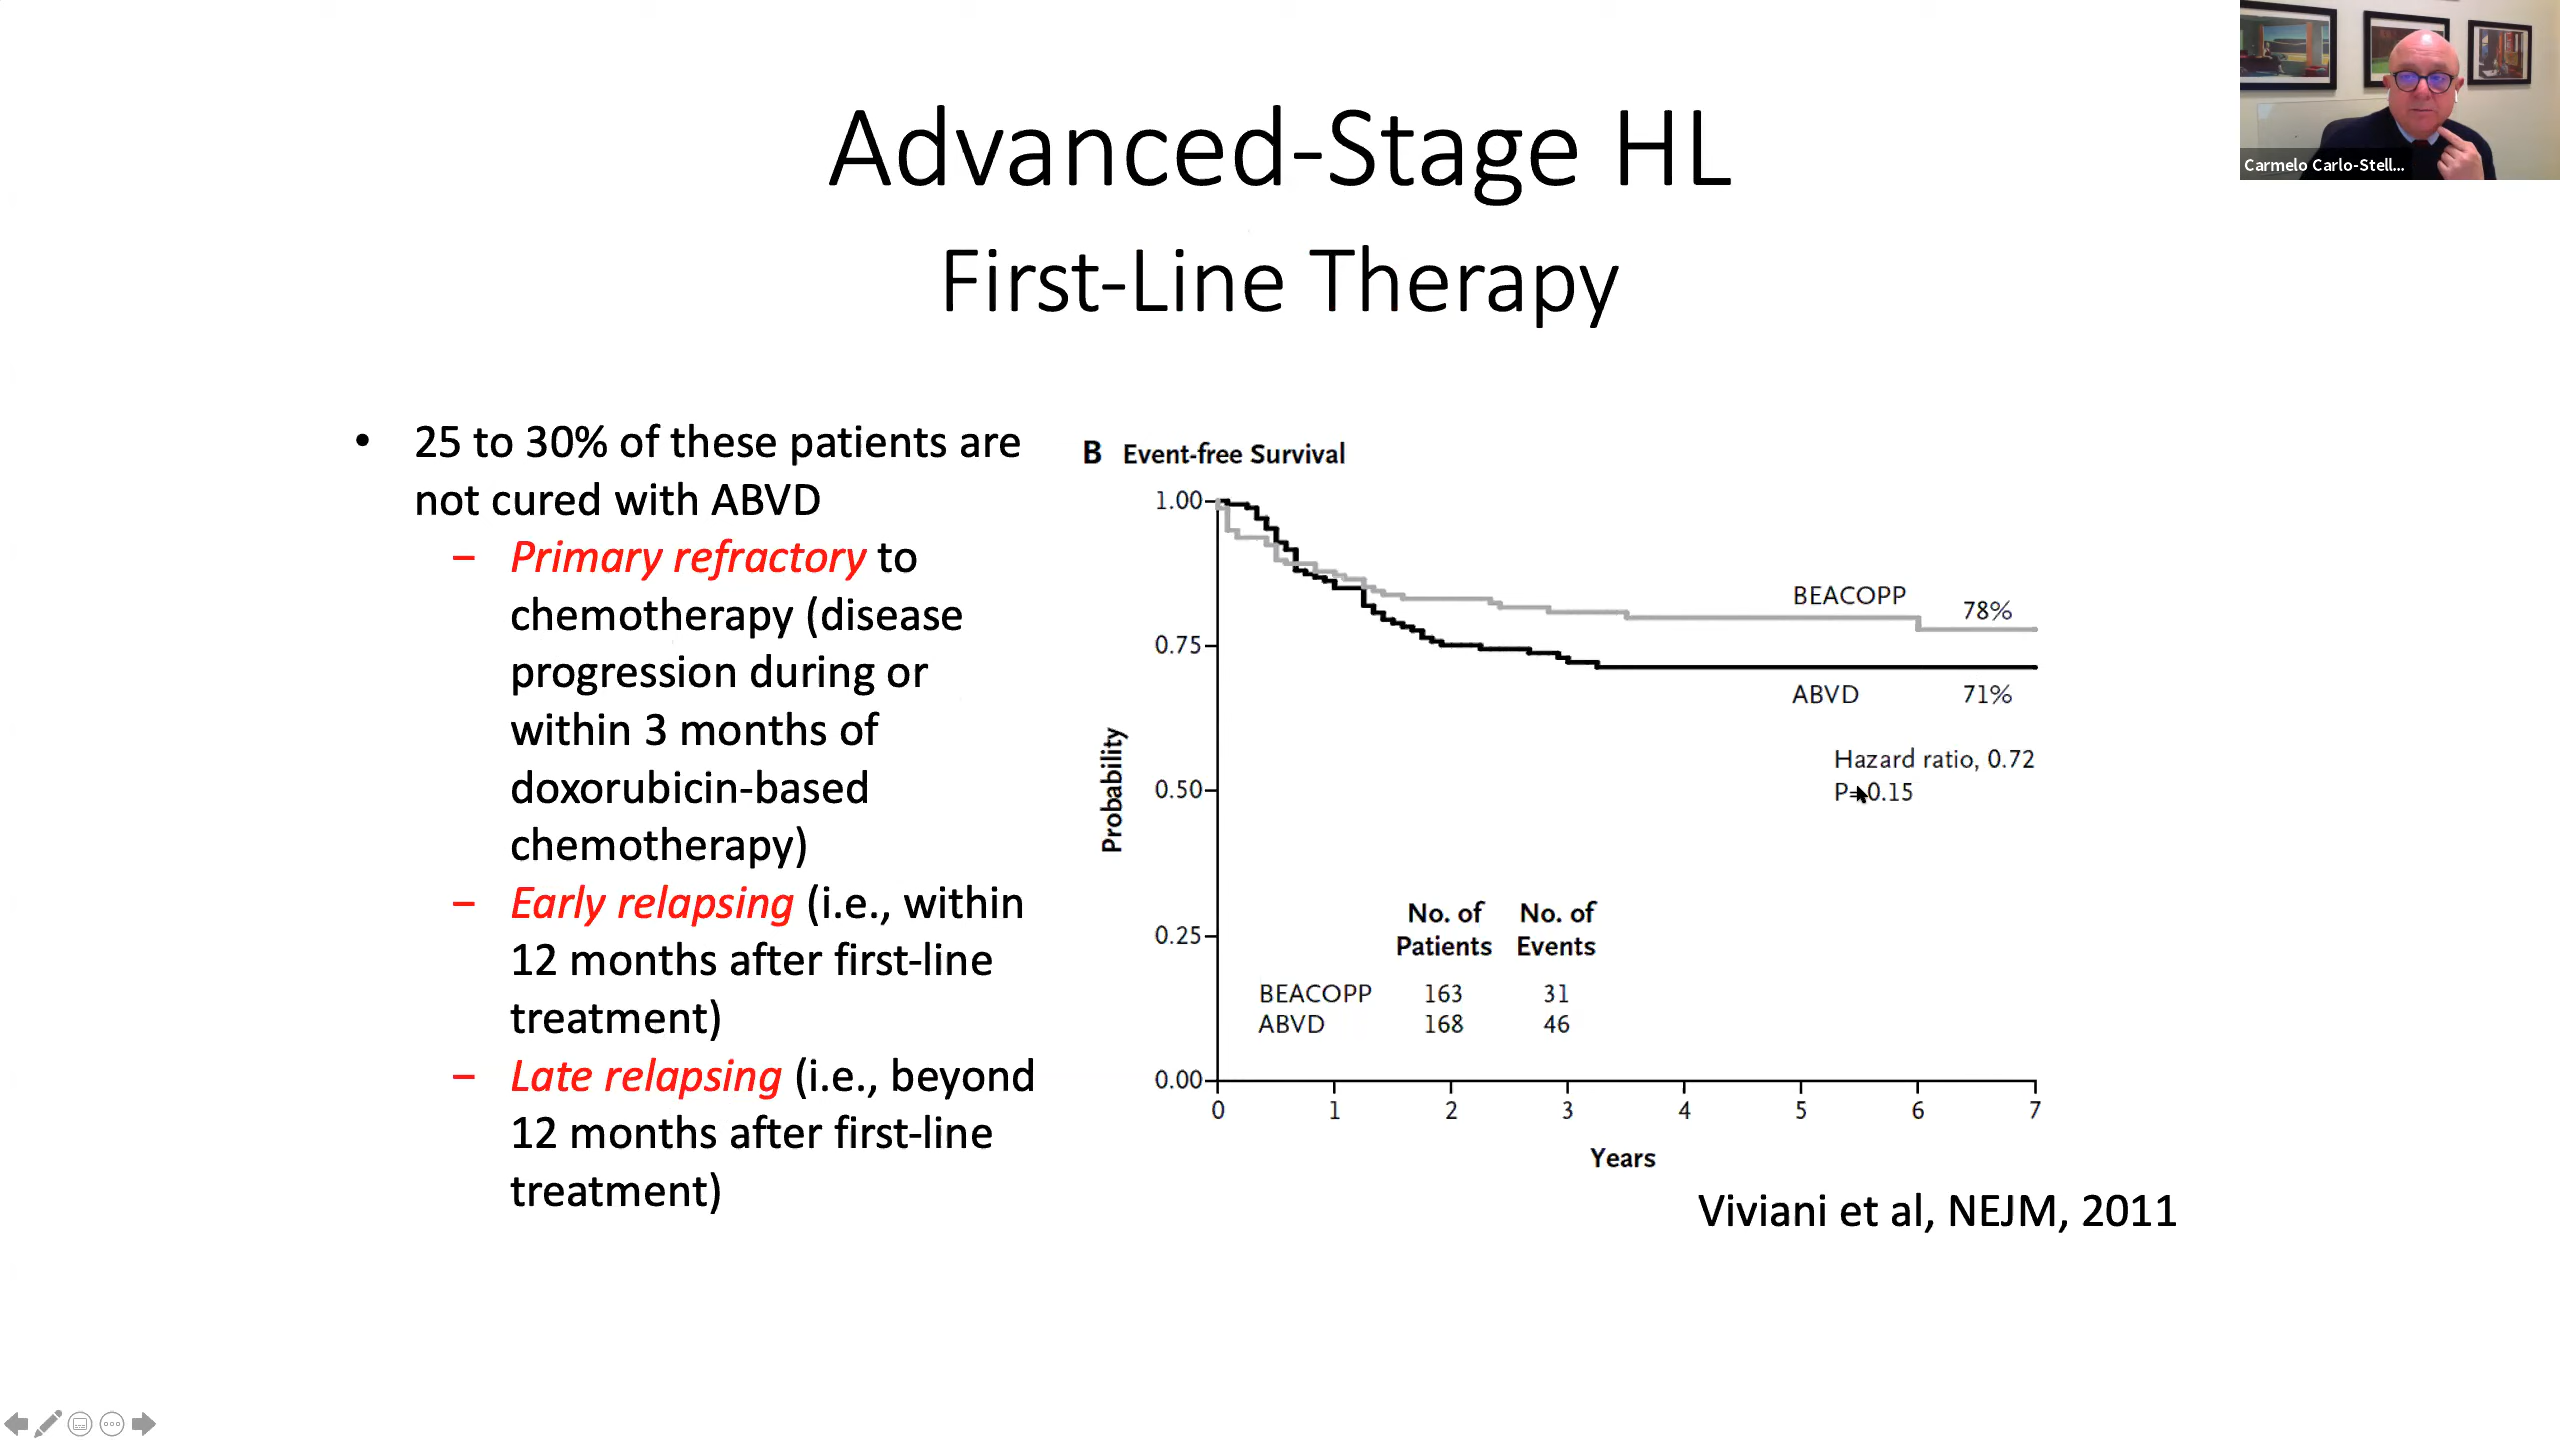 Advanced-Stage HL
First-Line Therapy
Carmelo Carlo-Stell...
• 25 to 30% of these patients are
not cured with ABVD
– Primary refractory to
chemotherapy (disease
progression during or
within 3 months of
doxorubicin-based
chemotherapy)
– Early relapsing (i.e., within
12 months after first-line
treatment)
– Late relapsing (i.e., beyond
12 months after first-line
treatment)
B Event-free Survival
1.00
0.75
0.50
0.25
0.00
Probability
BEACOPP 78%
ABVD 71%
Hazard ratio, 0.72
P=0.15
No. of No. of
Patients Events
BEACOPP 163 31
ABVD 168 46
0 1 2 3 4 5 6 7
Years
Viviani et al, NEJM, 2011